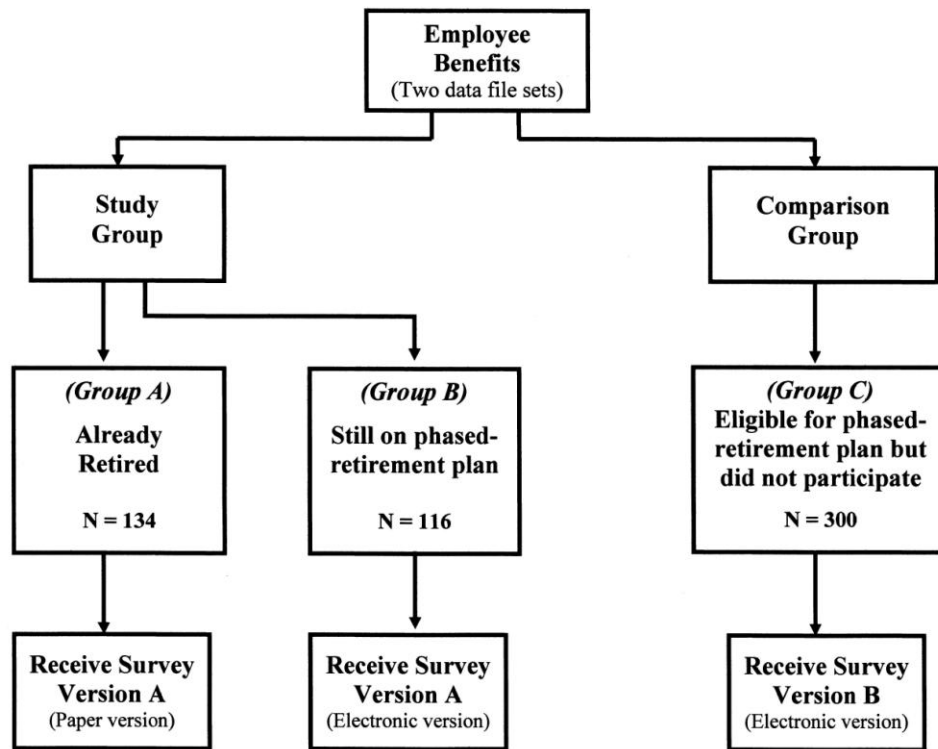 Employee
Benefits
(Two data file sets)
Study
Group
Comparison
Group
(Group A)
Already
Retired
N = 134
(Group B)
Still on phased-
retirement plan
N = 116
(Group C)
Eligible for phased-
retirement plan but
did not participate
N = 300
Receive Survey
Version A
(Paper version)
Receive Survey
Version A
(Electronic version)
Receive Survey
Version B
(Electronic version)